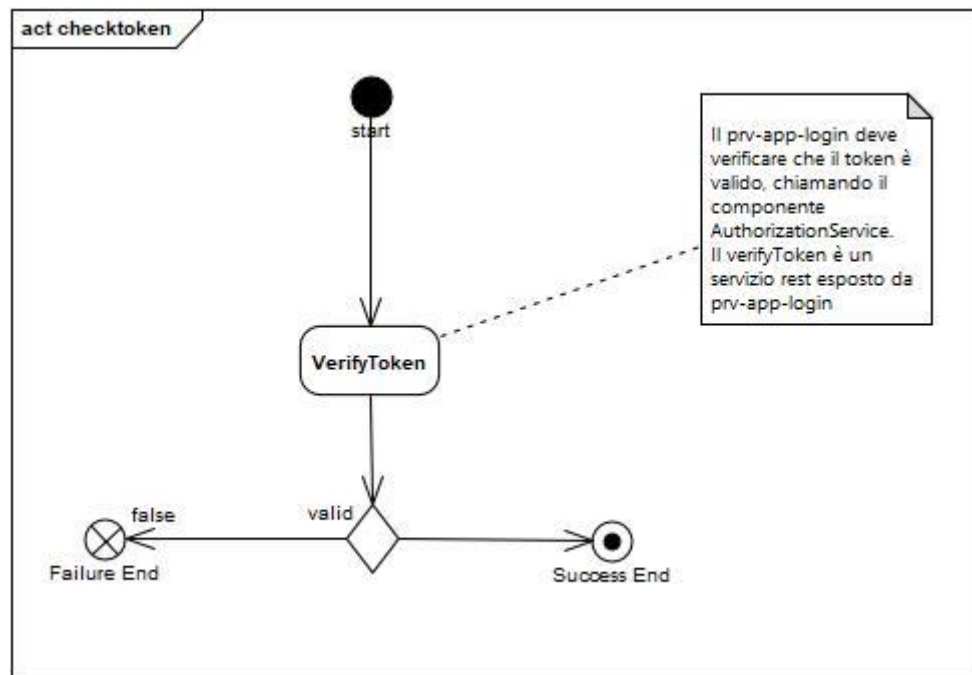 act checktoken
start
Il prv-app-login deve
verificare che il token è
valido, chiamando il
componente
AuthorizationService.
Il verifyToken è un
servizio rest esposto da
prv-app-login
VerifyToken
false
valid
Failure End
Success End